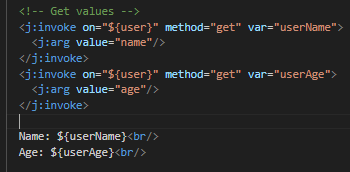 <!-- Get values -->
<j:invoke on="${user}" method="get" var="userName">
<j:arg value="name"/>
</j:invoke>
<j:invoke on="${user}" method="get" var="userAge">
<j:arg value="age"/>
</j:invoke>
Name: ${userName}<br/>
Age: ${userAge}<br/>